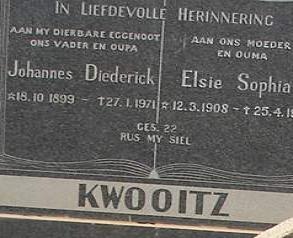 IN LIEFDEVOLLE HERINNERING
AAN MY DIERBARE EGGENOOT
ONS VADER EN OUPA
Johannes Diederick
☆18.10 1899 – †27.1.1971
AAN ONS MOEDER
EN OUMA
Elsie Sophia
☆12.3.1908 – †25.4.1
GES. 22
RUS MY SIEL
KWOOITZ